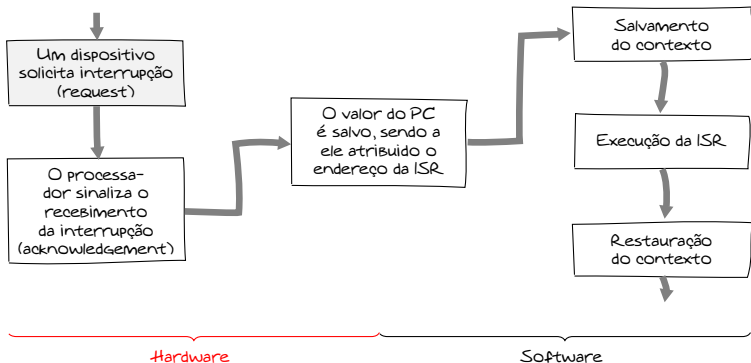 Um dispositivo
solicita interrupção
(request)
O processa-
dor sinaliza o
recebimento
da interrupção
(acknowledgement)
O valor do PC
é salvo, sendo a
ele atribuido o
endereço da ISR
Salvamento
do contexto
Execução da ISR
Restauração
do contexto
Hardware
Software